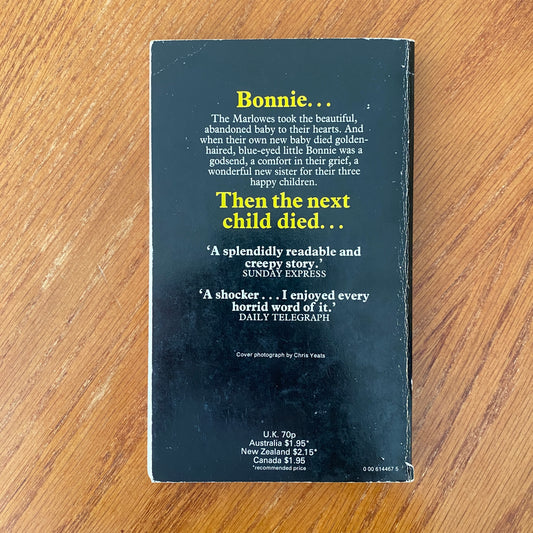 Bonnie...
The Marlowes took the beautiful,
abandoned baby to their hearts. And
when their own new baby died golden-
haired, blue-eyed little Bonnie was a
godsend, a comfort in their grief, a
wonderful new sister for their three
happy children.
Then the next
child died...
‘A splendidly readable and
creepy story.’
SUNDAY EXPRESS
‘A shocker... I enjoyed every
horrid word of it.’
DAILY TELEGRAPH
Cover photograph by Chris Yeats
U.K. 70p
Australia $1.95*
New Zealand $2.15*
Canada $1.95
*recommended price
0 00 614467 5